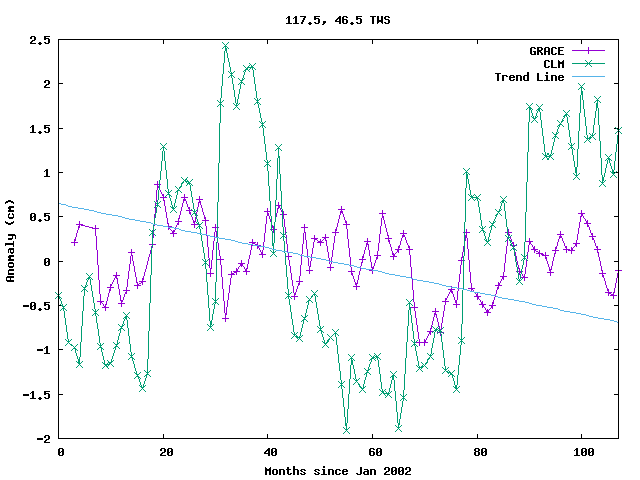 117.5, 46.5 TWS
GRACE
CLM
Trend Line
2.5
2
1.5
1
0.5
0
-0.5
-1
-1.5
-2
Anomaly (cm)
0 20 40 60 80 100
Months since Jan 2002